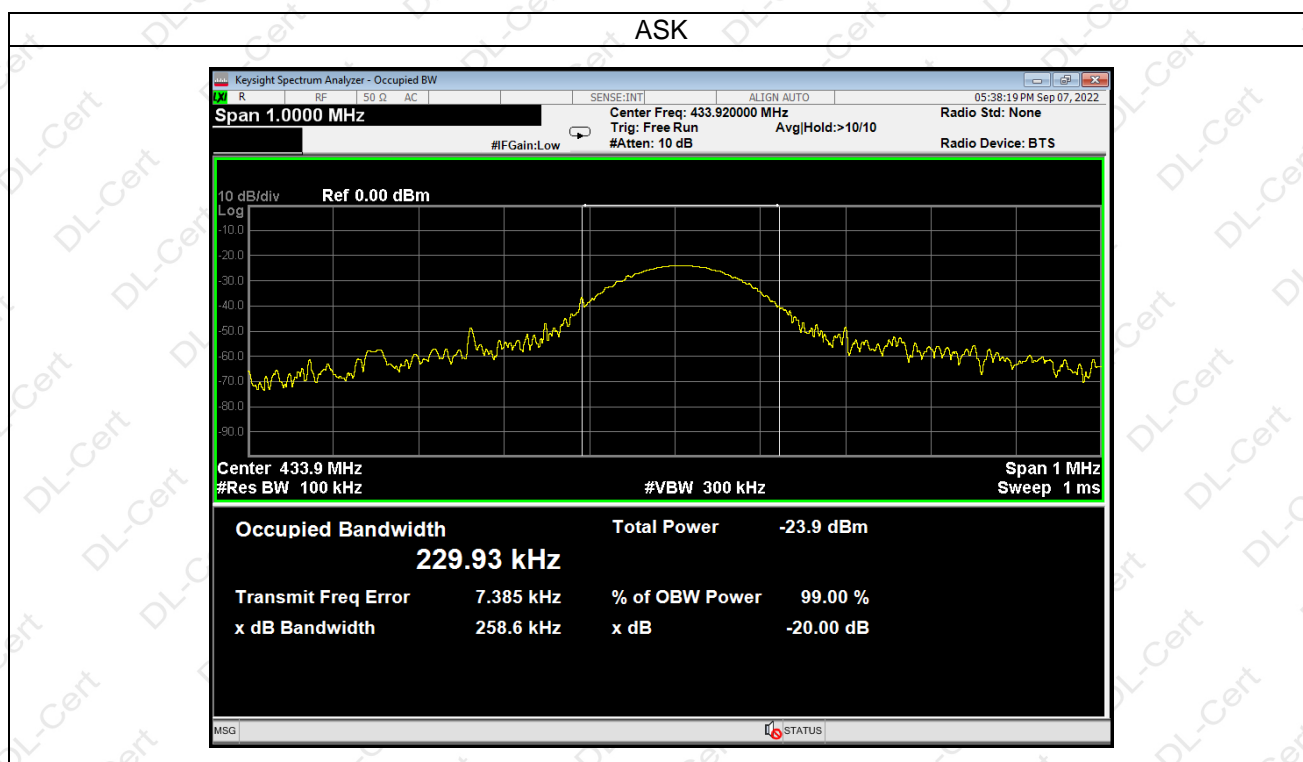 ASK
Keysight Spectrum Analyzer - Occupied BW
LXI R RF 50 Ω AC SENSE:INT ALIGN AUTO 05:38:19 PM Sep 07, 2022
Span 1.0000 MHz Center Freq: 433.920000 MHz Radio Std: None
Trig: Free Run Avg|Hold:>10/10
#IFGain:Low #Atten: 10 dB Radio Device: BTS
10 dB/div Ref 0.00 dBm
Log
-10.0
-20.0
-30.0
-40.0
-50.0
-60.0
-70.0
-80.0
-90.0
Center 433.9 MHz Span 1 MHz
#Res BW 100 kHz #VBW 300 kHz Sweep 1 ms
Occupied Bandwidth Total Power -23.9 dBm
229.93 kHz
Transmit Freq Error 7.385 kHz % of OBW Power 99.00 %
x dB Bandwidth 258.6 kHz x dB -20.00 dB
MSG STATUS
DL-Cert